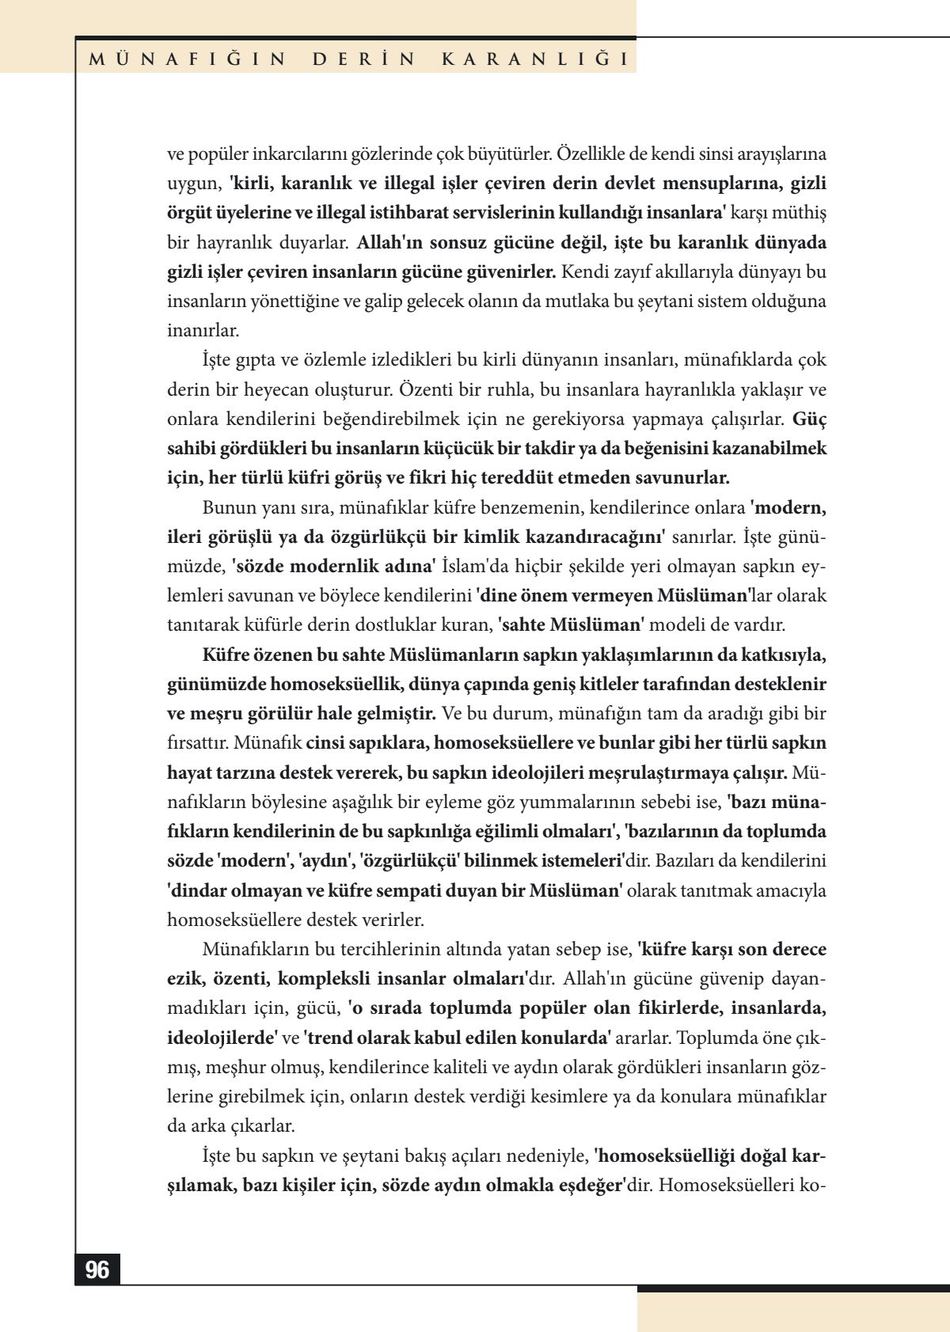 MÜNAFIĞIN DERİN KARANLIĞI
ve popüler inkarcılarını gözlerinde çok büyütürler. Özellikle de kendi sinsi arayışlarına
uygun, 'kirli, karanlık ve illegal işler çeviren derin devlet mensuplarına, gizli
örgüt üyelerine ve illegal istihbarat servislerinin kullandığı insanlara' karşı müthiş
bir hayranlık duyarlar. Allah'ın sonsuz gücüne değil, işte bu karanlık dünyada
gizli işler çeviren insanların gücüne güvenirler. Kendi zayıf akıllarıyla dünyayı bu
insanların yönettiğine ve galip gelecek olanın da mutlaka bu şeytani sistem olduğuna
inanırlar.
İşte gıpta ve özlemle izledikleri bu kirli dünyanın insanları, münafıklarda çok
derin bir heyecan oluşturur. Özenti bir ruhla, bu insanlara hayranlıkla yaklaşır ve
onlara kendilerini beğendirebilmek için ne gerekiyorsa yapmaya çalışırlar. Güç
sahibi gördükleri bu insanların küçücük bir takdir ya da beğenisini kazanabilmek
için, her türlü küfri görüş ve fikri hiç tereddüt etmeden savunurlar.
Bunun yanı sıra, münafıklar küfre benzemenin, kendilerince onlara 'modern,
ileri görüşlü ya da özgürlükçü bir kimlik kazandıracağını' sanırlar. İşte günü-
müzde, 'sözde modernlik adına' İslam'da hiçbir şekilde yeri olmayan sapkın ey-
lemleri savunan ve böylece kendilerini 'dine önem vermeyen Müslüman'lar olarak
tanıtarak küfürle derin dostluklar kuran, 'sahte Müslüman' modeli de vardır.
Küfre özenen bu sahte Müslümanların sapkın yaklaşımlarının da katkısıyla,
günümüzde homoseksüellik, dünya çapında geniş kitleler tarafından desteklenir
ve meşru görülür hale gelmiştir. Ve bu durum, münafığın tam da aradığı gibi bir
fırsattır. Münafık cinsi sapıklara, homoseksüellere ve bunlar gibi her türlü sapkın
hayat tarzına destek vererek, bu sapkın ideolojileri meşrulaştırmaya çalışır. Mü-
nafıkların böylesine aşağılık bir eyleme göz yummalarının sebebi ise, 'bazı müna-
fıkların kendilerinin de bu sapkınlığa eğilimli olmaları', 'bazılarının da toplumda
sözde 'modern', 'aydın', 'özgürlükçü' bilinmek istemeleri'dir. Bazıları da kendilerini
'dindar olmayan ve küfre sempati duyan bir Müslüman' olarak tanıtmak amacıyla
homoseksüellere destek verirler.
Münafıkların bu tercihlerinin altında yatan sebep ise, 'küfre karşı son derece
ezik, özenti, kompleksli insanlar olmaları'dır. Allah'ın gücüne güvenip dayan-
madıkları için, gücü, 'o sırada toplumda popüler olan fikirlerde, insanlarda,
ideolojilerde' ve 'trend olarak kabul edilen konularda' ararlar. Toplumda öne çık-
mış, meşhur olmuş, kendilerince kaliteli ve aydın olarak gördükleri insanların göz-
lerine girebilmek için, onların destek verdiği kesimlere ya da konulara münafıklar
da arka çıkarlar.
İşte bu sapkın ve şeytani bakış açıları nedeniyle, 'homoseksüelliği doğal kar-
şılamak, bazı kişiler için, sözde aydın olmakla eşdeğer'dir. Homoseksüelleri ko-
96